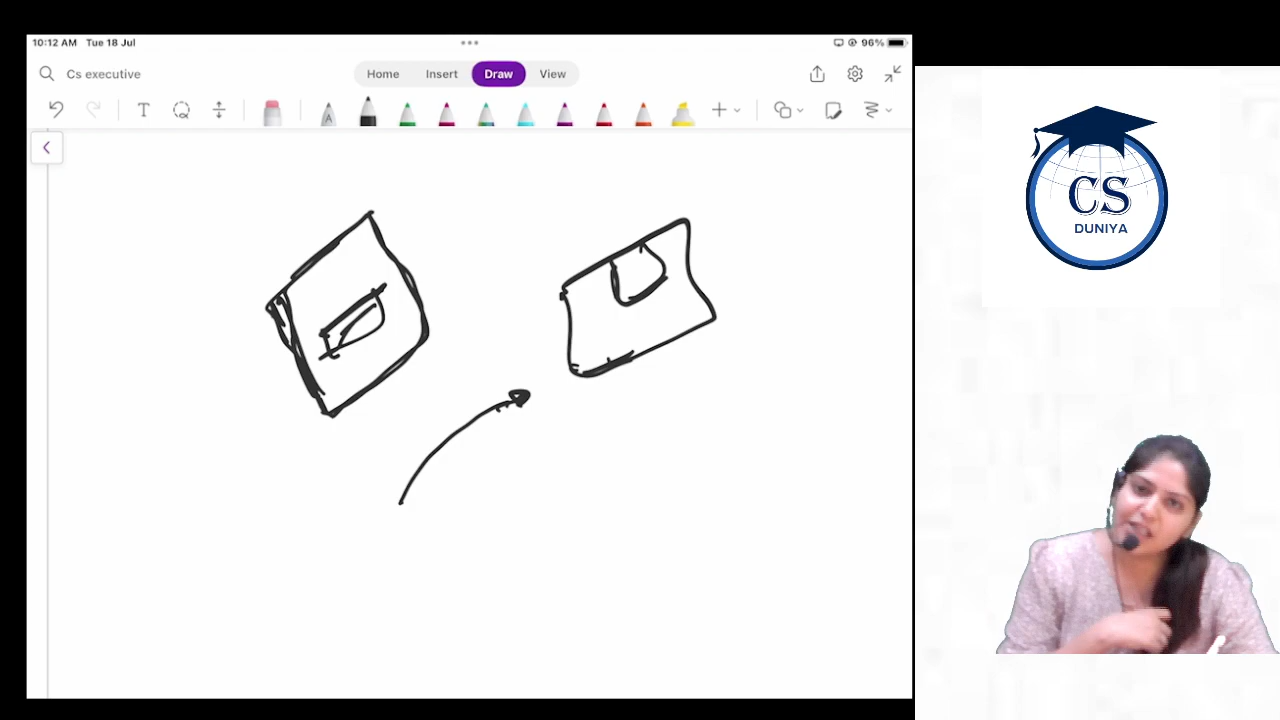 10:12 AM Tue 18 Jul
96%
Cs executive
Home Insert Draw View
T
A
CS
DUNIYA